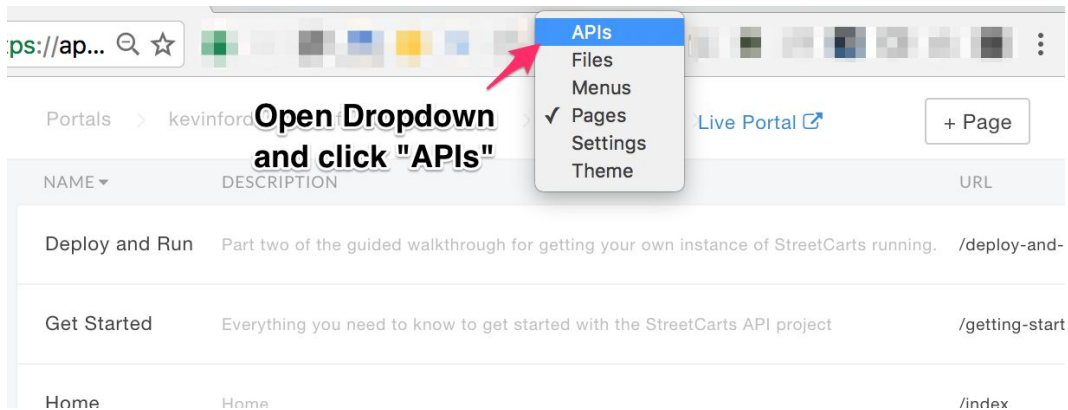 ps://ap...
APIs
Files
Menus
✓ Pages
Settings
Theme
Open Dropdown
and click "APIs"
Portals > kevinford >
Live Portal
+ Page
NAME DESCRIPTION URL
Deploy and Run Part two of the guided walkthrough for getting your own instance of StreetCarts running. /deploy-and-
Get Started Everything you need to know to get started with the StreetCarts API project /getting-start
Home Home /index